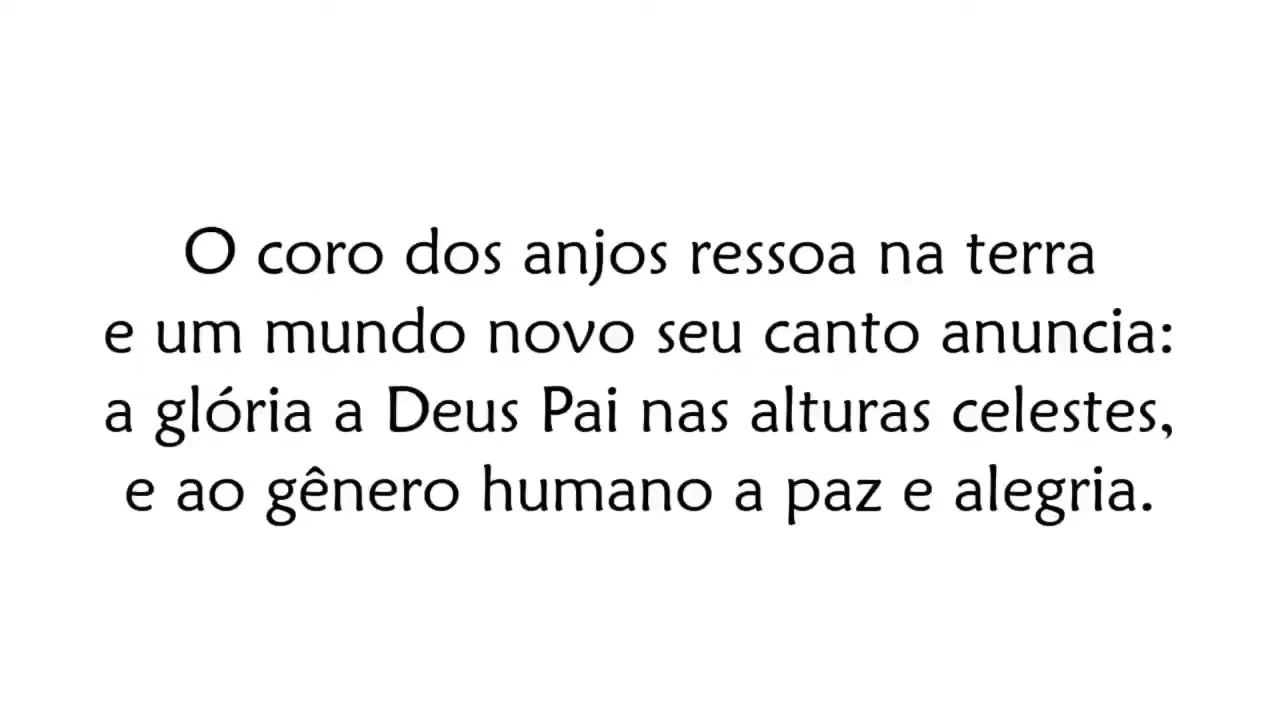 O coro dos anjos ressoa na terra
e um mundo novo seu canto anuncia:
a glória a Deus Pai nas alturas celestes,
e ao gênero humano a paz e alegria.